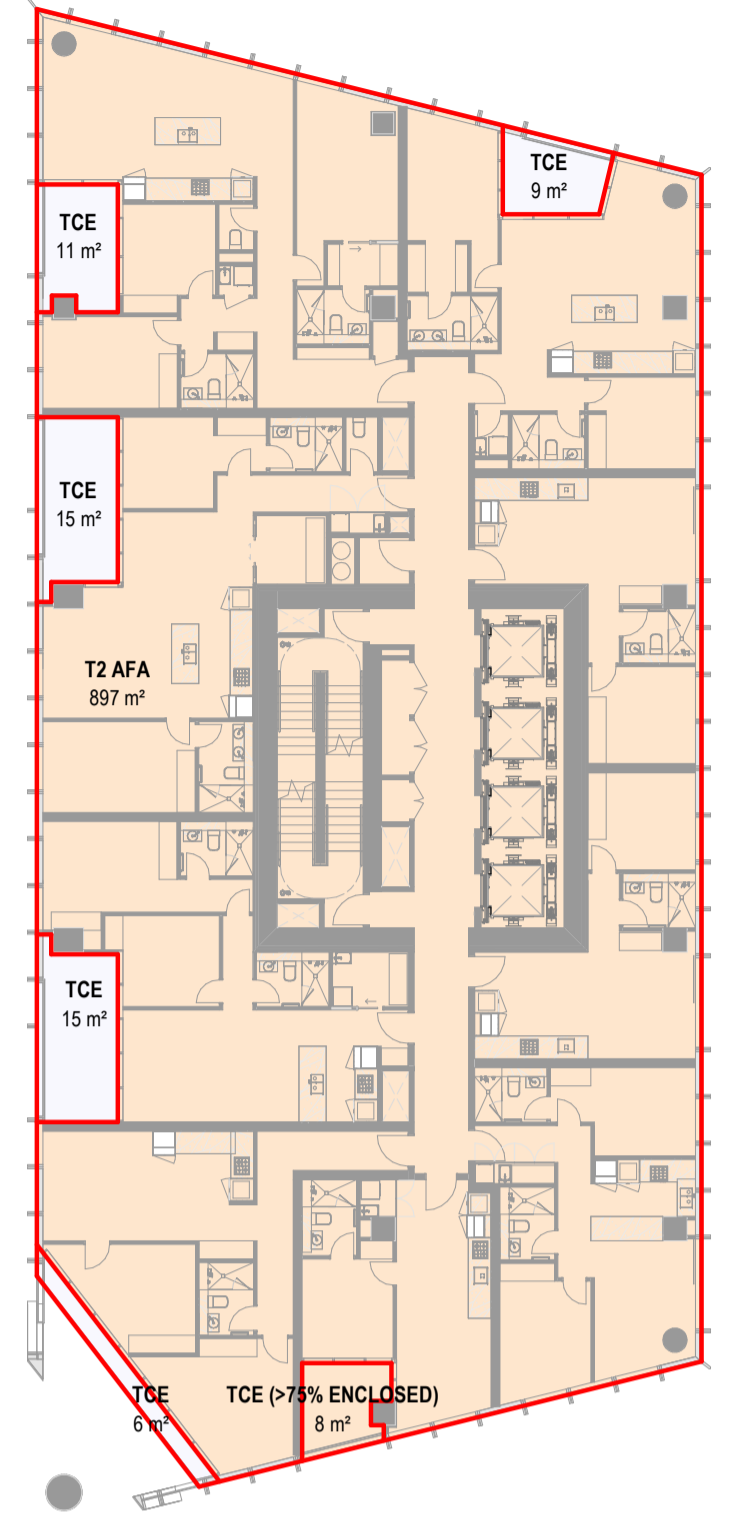 TCE
9 m²
TCE
11 m²
TCE
15 m²
T2 AFA
897 m²
TCE
15 m²
TCE
6 m²
TCE (>75% ENCLOSED)
8 m²